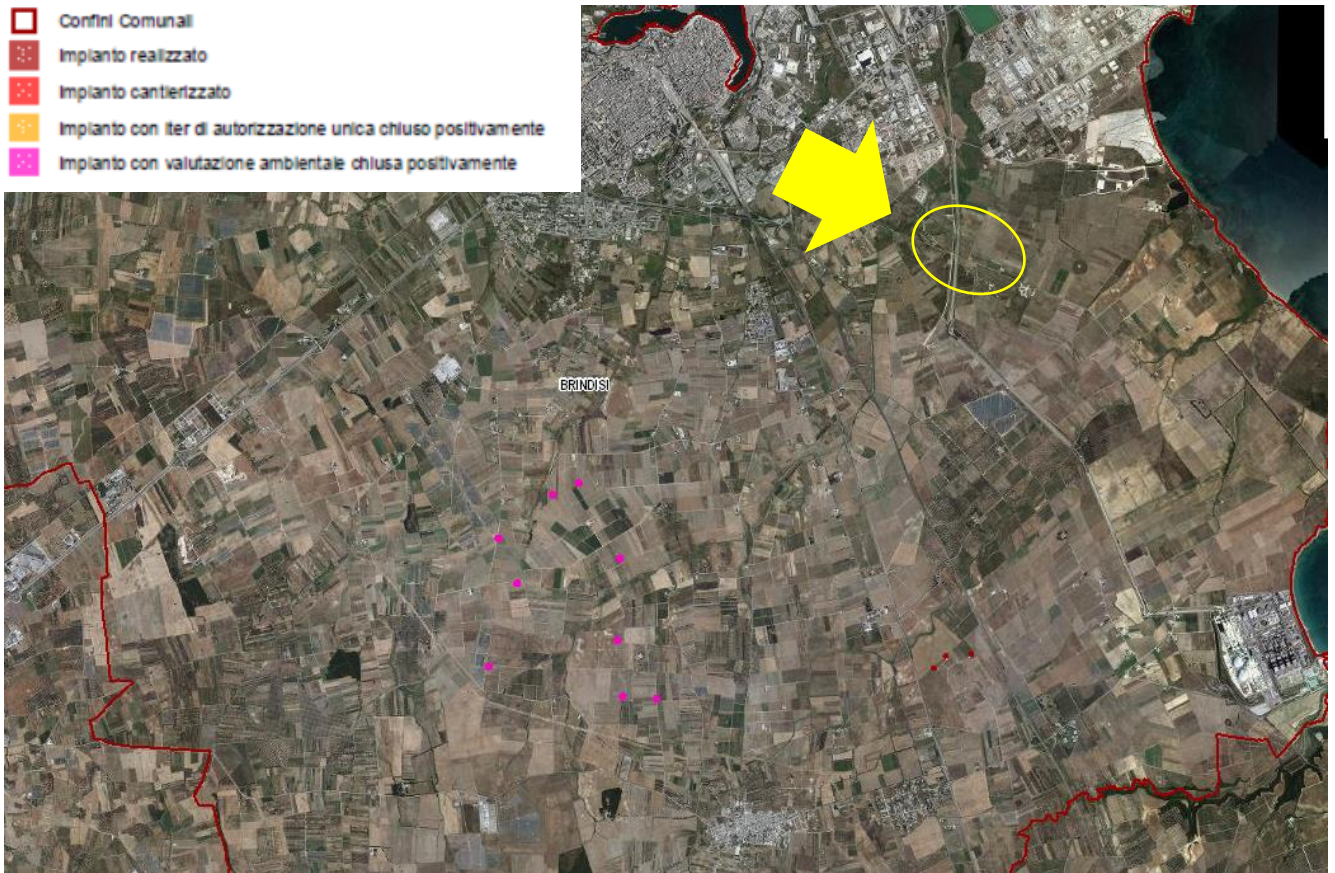 Confini Comunali
Impianto realizzato
Impianto cantierizzato
Impianto con iter di autorizzazione unica chiuso positivamente
Impianto con valutazione ambientale chiusa positivamente
BRINDISI